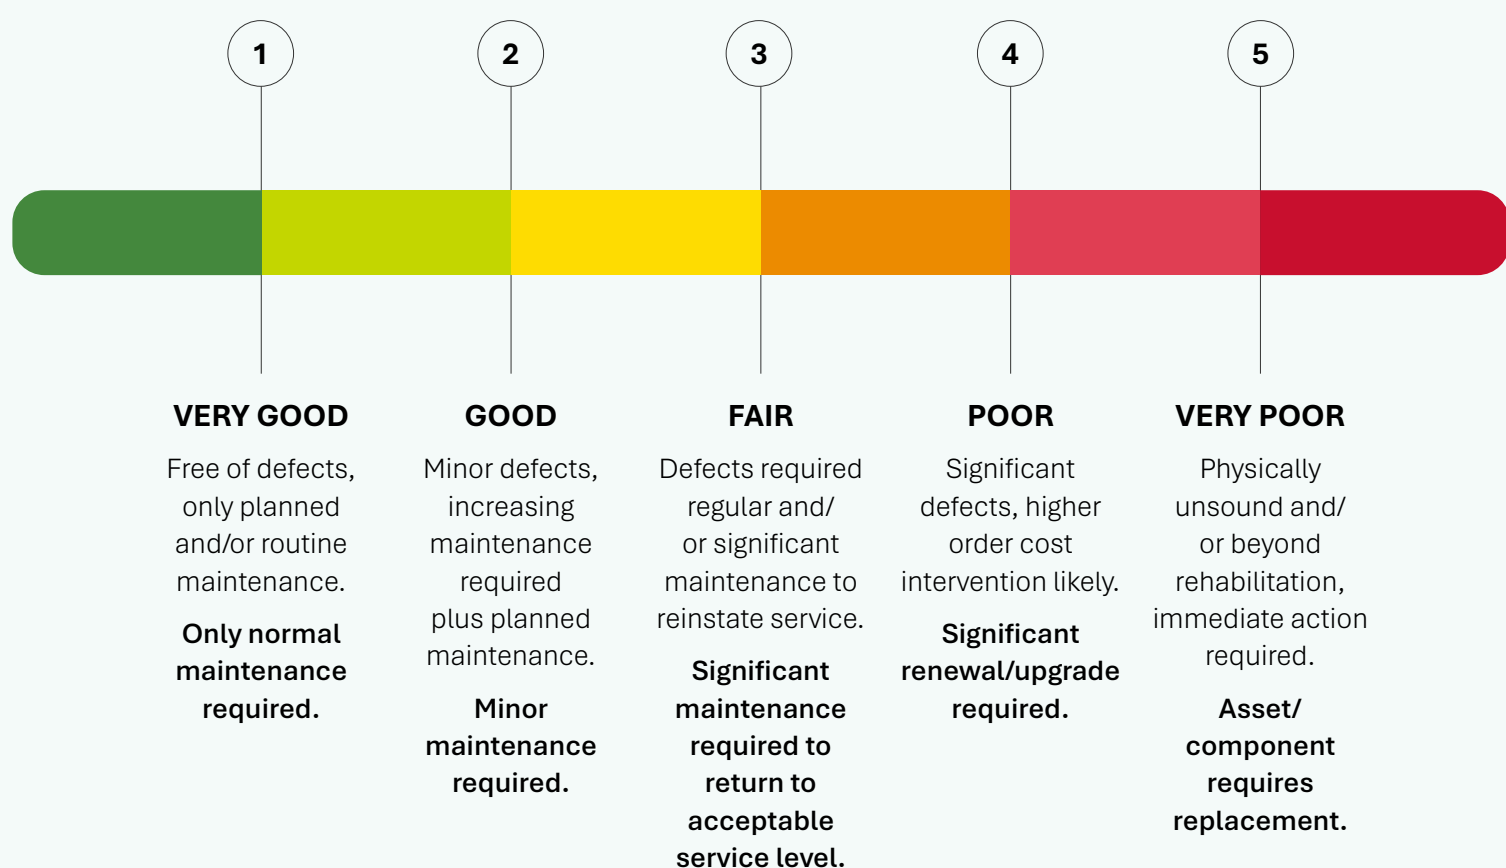 1
2
3
4
5
VERY GOOD
Free of defects,
only planned
and/or routine
maintenance.
Only normal
maintenance
required.
GOOD
Minor defects,
increasing
maintenance
required
plus planned
maintenance.
Minor
maintenance
required.
FAIR
Defects required
regular and/
or significant
maintenance to
reinstate service.
Significant
maintenance
required to
return to
acceptable
service level.
POOR
Significant
defects, higher
order cost
intervention likely.
Significant
renewal/upgrade
required.
VERY POOR
Physically
unsound and/
or beyond
rehabilitation,
immediate action
required.
Asset/
component
requires
replacement.